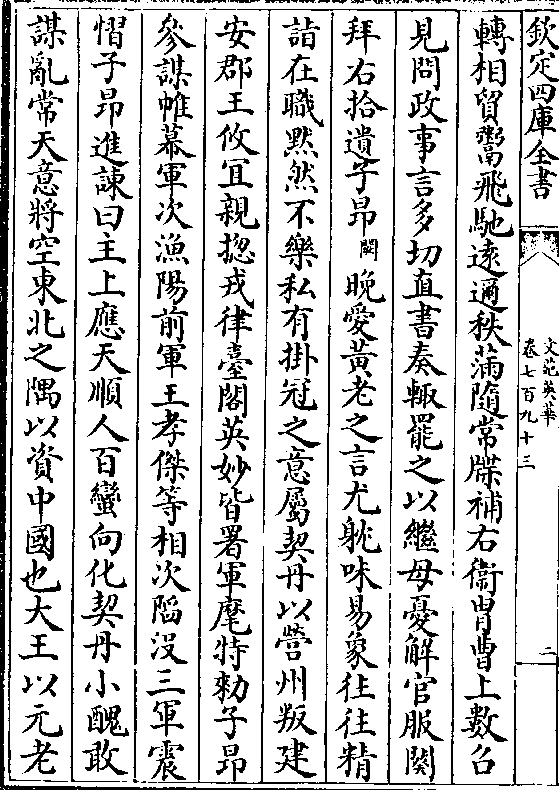 欽定四庫全書
文苑英華
卷七百九十三
二
轉相貿鬻飛馳遠邇秩滿隨常牒補右衞胄曹上數召
見問政事言多切直書奏輙罷之以繼母憂解官服闋
拜右拾遺子昂闕晚愛黄老之言尤躭味易象往往精
詣在職黙然不樂私有掛冠之意屬契丹以營州叛建
安郡王攸宜親揔戎律臺閣英妙皆署軍麾特勅子昂
參謀帷幕軍次漁陽前軍王孝傑等相次䧟没三軍震
慴子昂進諫曰主上應天順人百蠻向化契丹小醜敢
謀亂常天意將空東北之隅以資中國也大王以元老